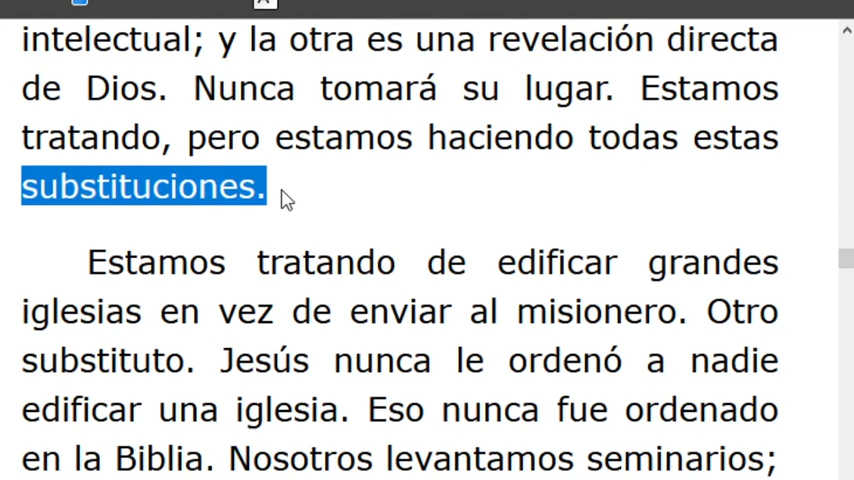 intelectual; y la otra es una revelación directa
de Dios. Nunca tomará su lugar. Estamos
tratando, pero estamos haciendo todas estas
substituciones.
Estamos tratando de edificar grandes
iglesias en vez de enviar al misionero. Otro
substituto. Jesús nunca le ordenó a nadie
edificar una iglesia. Eso nunca fue ordenado
en la Biblia. Nosotros levantamos seminarios;